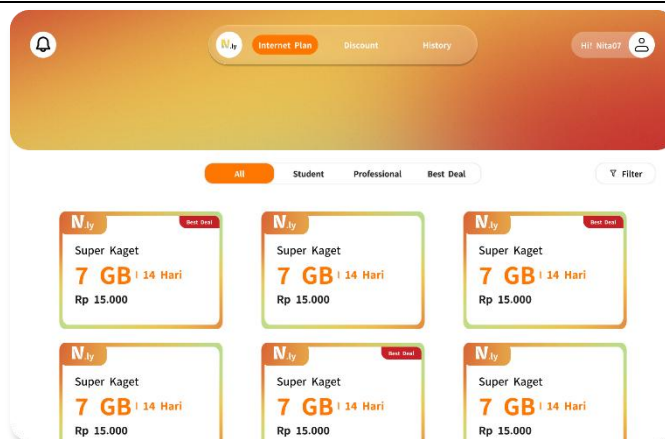 N.ly Internet Plan Discount History Hi! Nita07
All Student Professional Best Deal Filter
N.ly Best Deal
Super Kaget
7 GB | 14 Hari
Rp 15.000
N.ly
Super Kaget
7 GB | 14 Hari
Rp 15.000
N.ly Best Deal
Super Kaget
7 GB | 14 Hari
Rp 15.000
N.ly
Super Kaget
7 GB | 14 Hari
Rp 15.000
N.ly Best Deal
Super Kaget
7 GB | 14 Hari
Rp 15.000
N.ly
Super Kaget
7 GB | 14 Hari
Rp 15.000